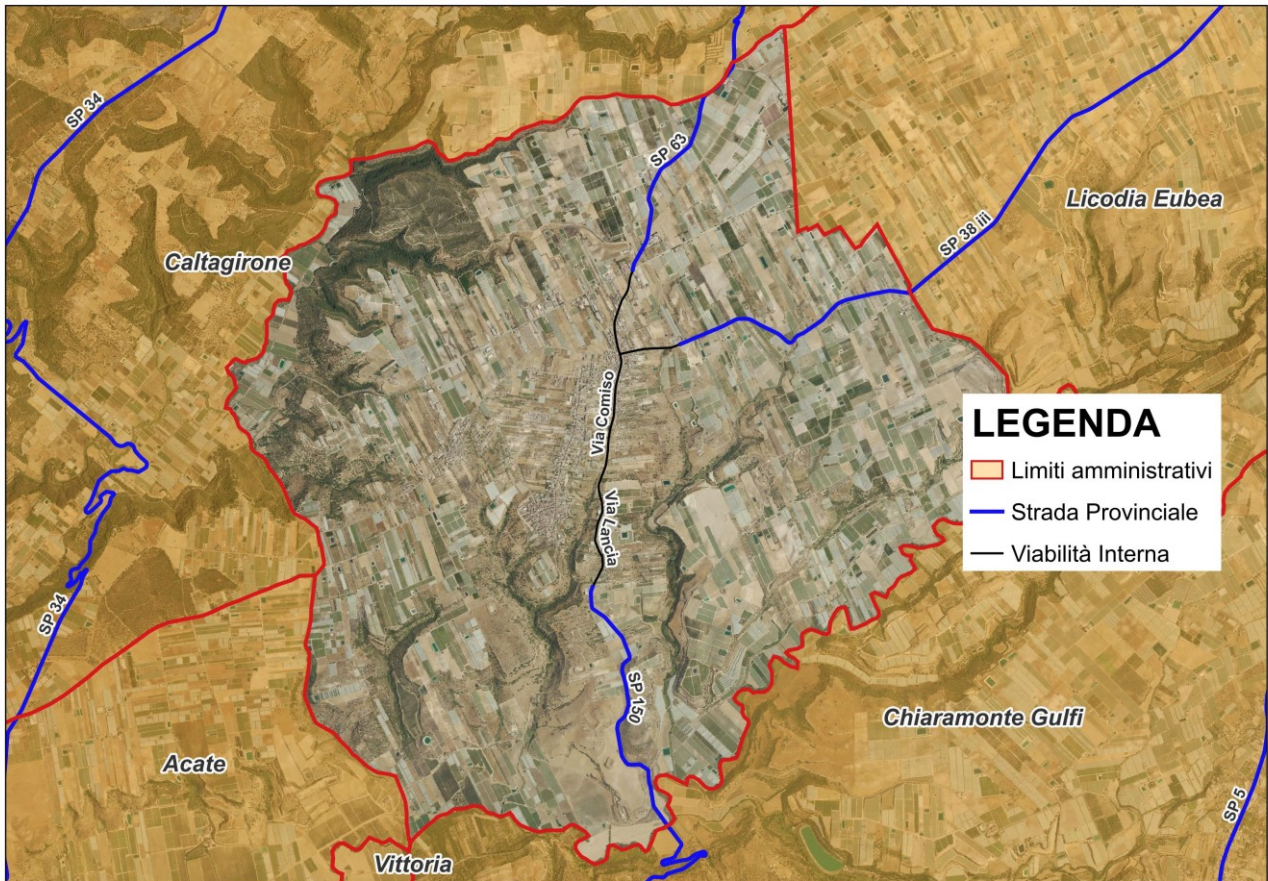 SP 34
SP 63
Licodia Eubea
SP 38 iii
Caltagirone
Via Comiso
LEGENDA
Limiti amministrativi
Strada Provinciale
Viabilità Interna
Via Lancia
SP 34
SP 150
Chiaramonte Gulfi
Acate
SP 5
Vittoria